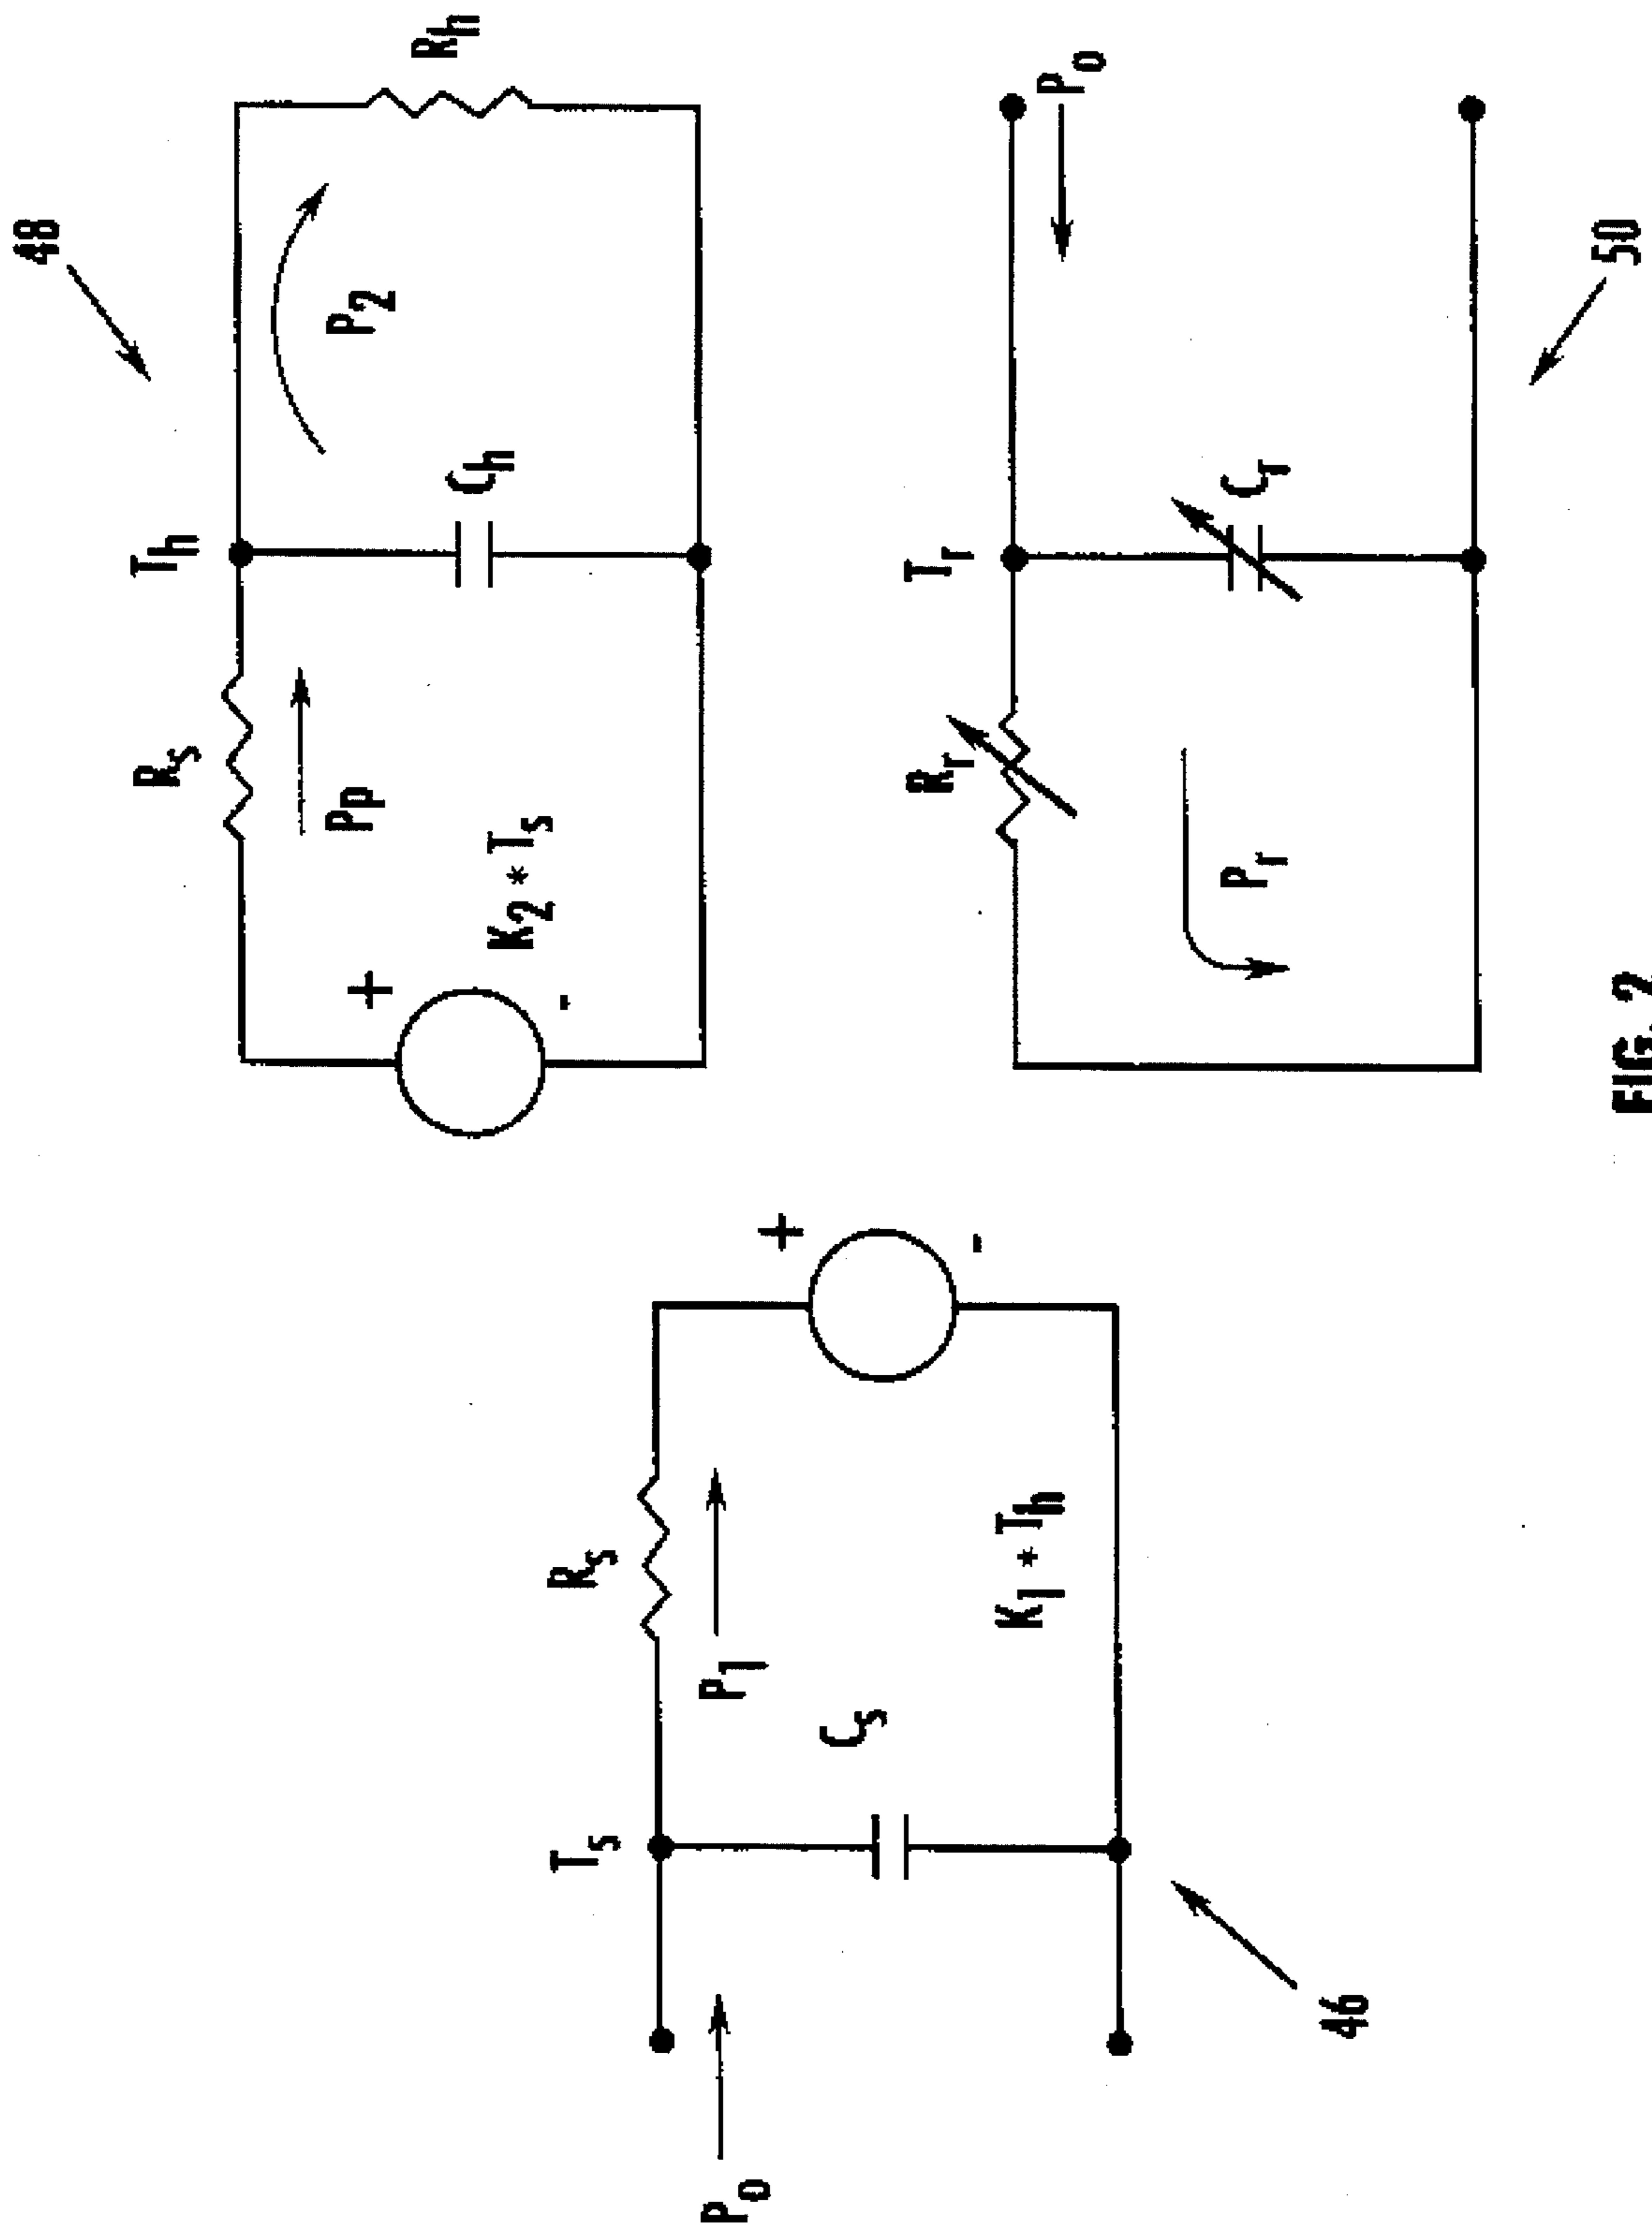 48
Th
Rs
Pp
P2
Rh
Ch
+
-
K2 * Ts
Ts
Rs
P1
Po
Cs
+
-
K1 * Th
46
Tr
Rr
Po
Pr
Cr
50
FIG. 2